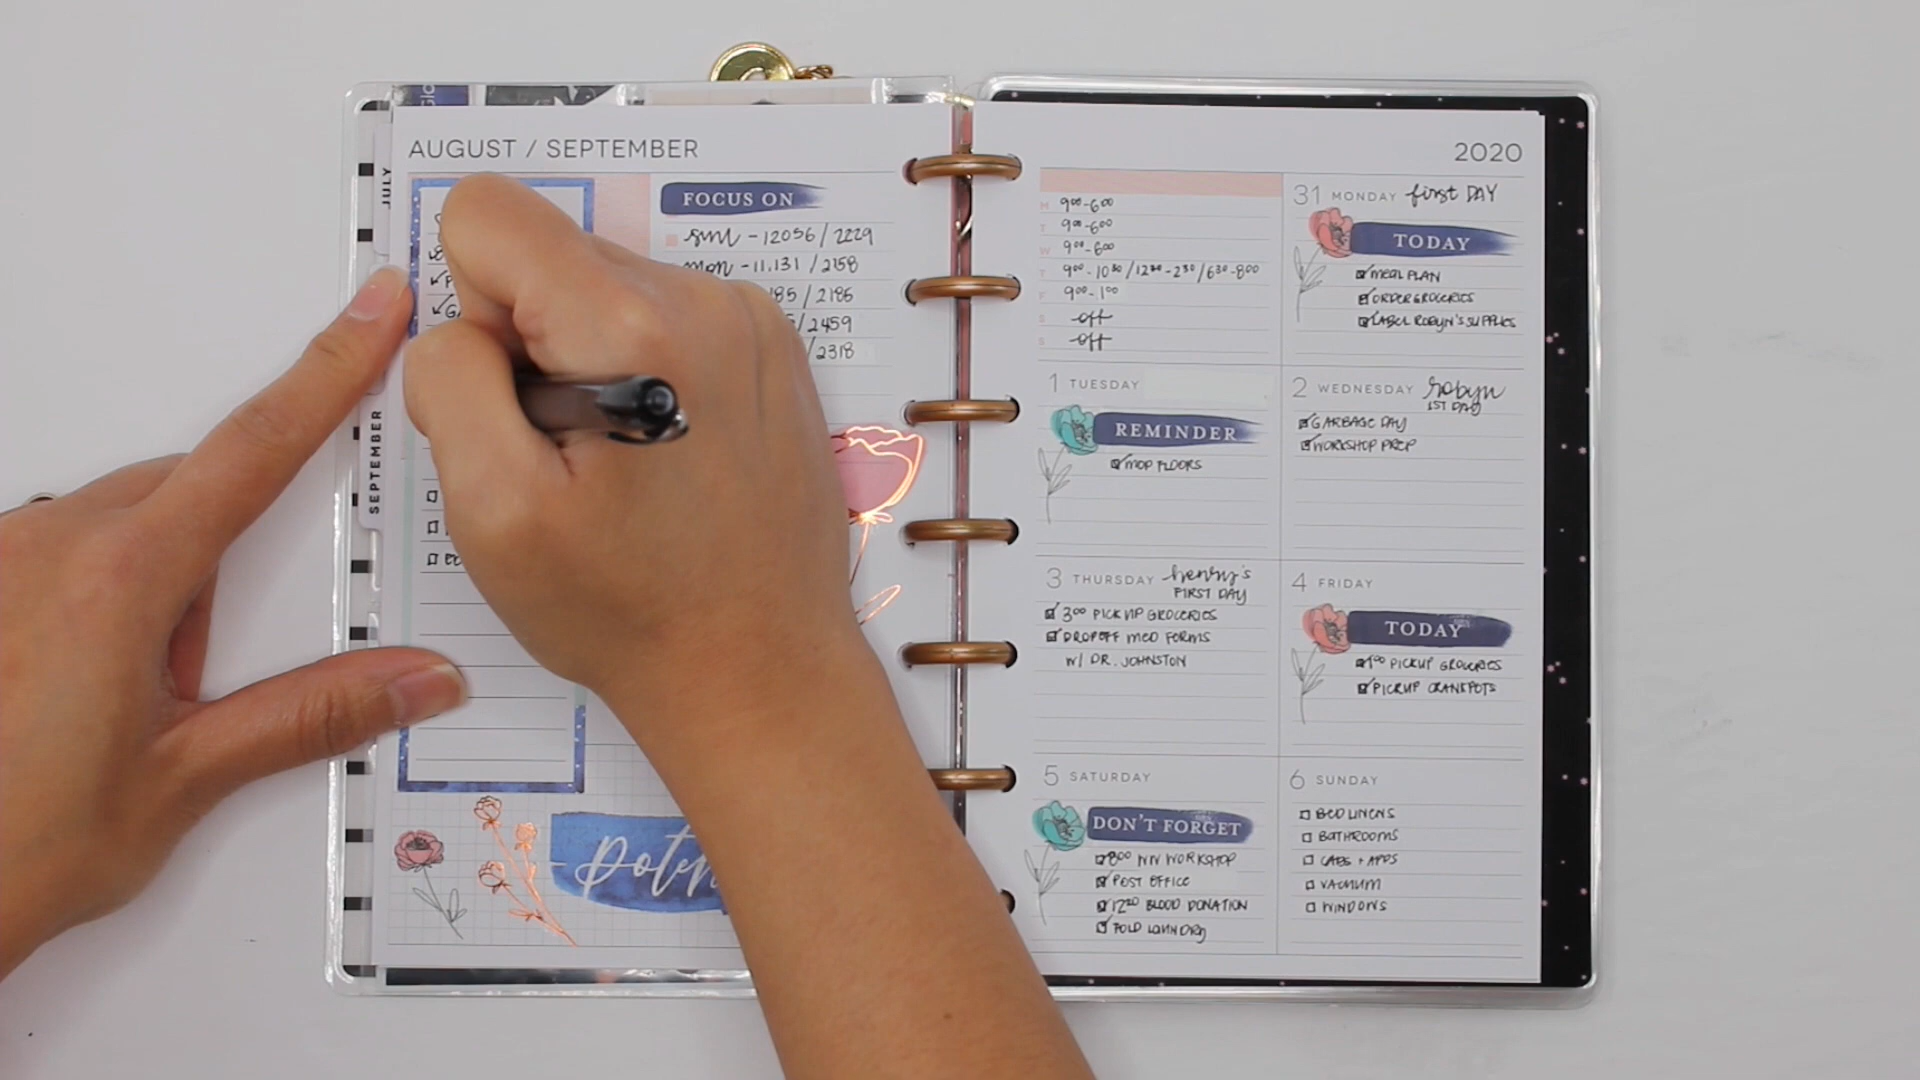 JULY
SEPTEMBER
AUGUST / SEPTEMBER
FOCUS ON
sun - 12056 / 2229
mon - 11.131 / 2158
185 / 2186
/ 2459
/ 2318
2020
M 9:00-6:00
T 9:00-6:00
W 9:00-6:00
T 9:00-10:30 / 12:30-2:30 / 6:30-8:00
F 9:00-1:00
S off
S off
31 MONDAY first DAY
TODAY
MEAL PLAN
ORDER GROCERIES
LABEL ROBYN'S SUPPLIES
1 TUESDAY
REMINDER
MOP FLOORS
2 WEDNESDAY robyn
1ST DAY
GARBAGE DAY
WORKSHOP PREP
3 THURSDAY henry's
FIRST DAY
3:00 PICKUP GROCERIES
DROPOFF MED FORMS
W/ DR. JOHNSTON
4 FRIDAY
TODAY
1:00 PICKUP GROCERIES
PICKUP CRANKPOTS
5 SATURDAY
DON'T FORGET
8:00 WORKSHOP
POST OFFICE
BLOOD DONATION
FOLD LAUNDRY
6 SUNDAY
BED LINENS
BATHROOMS
CABS + APPS
VACUUM
WINDOWS